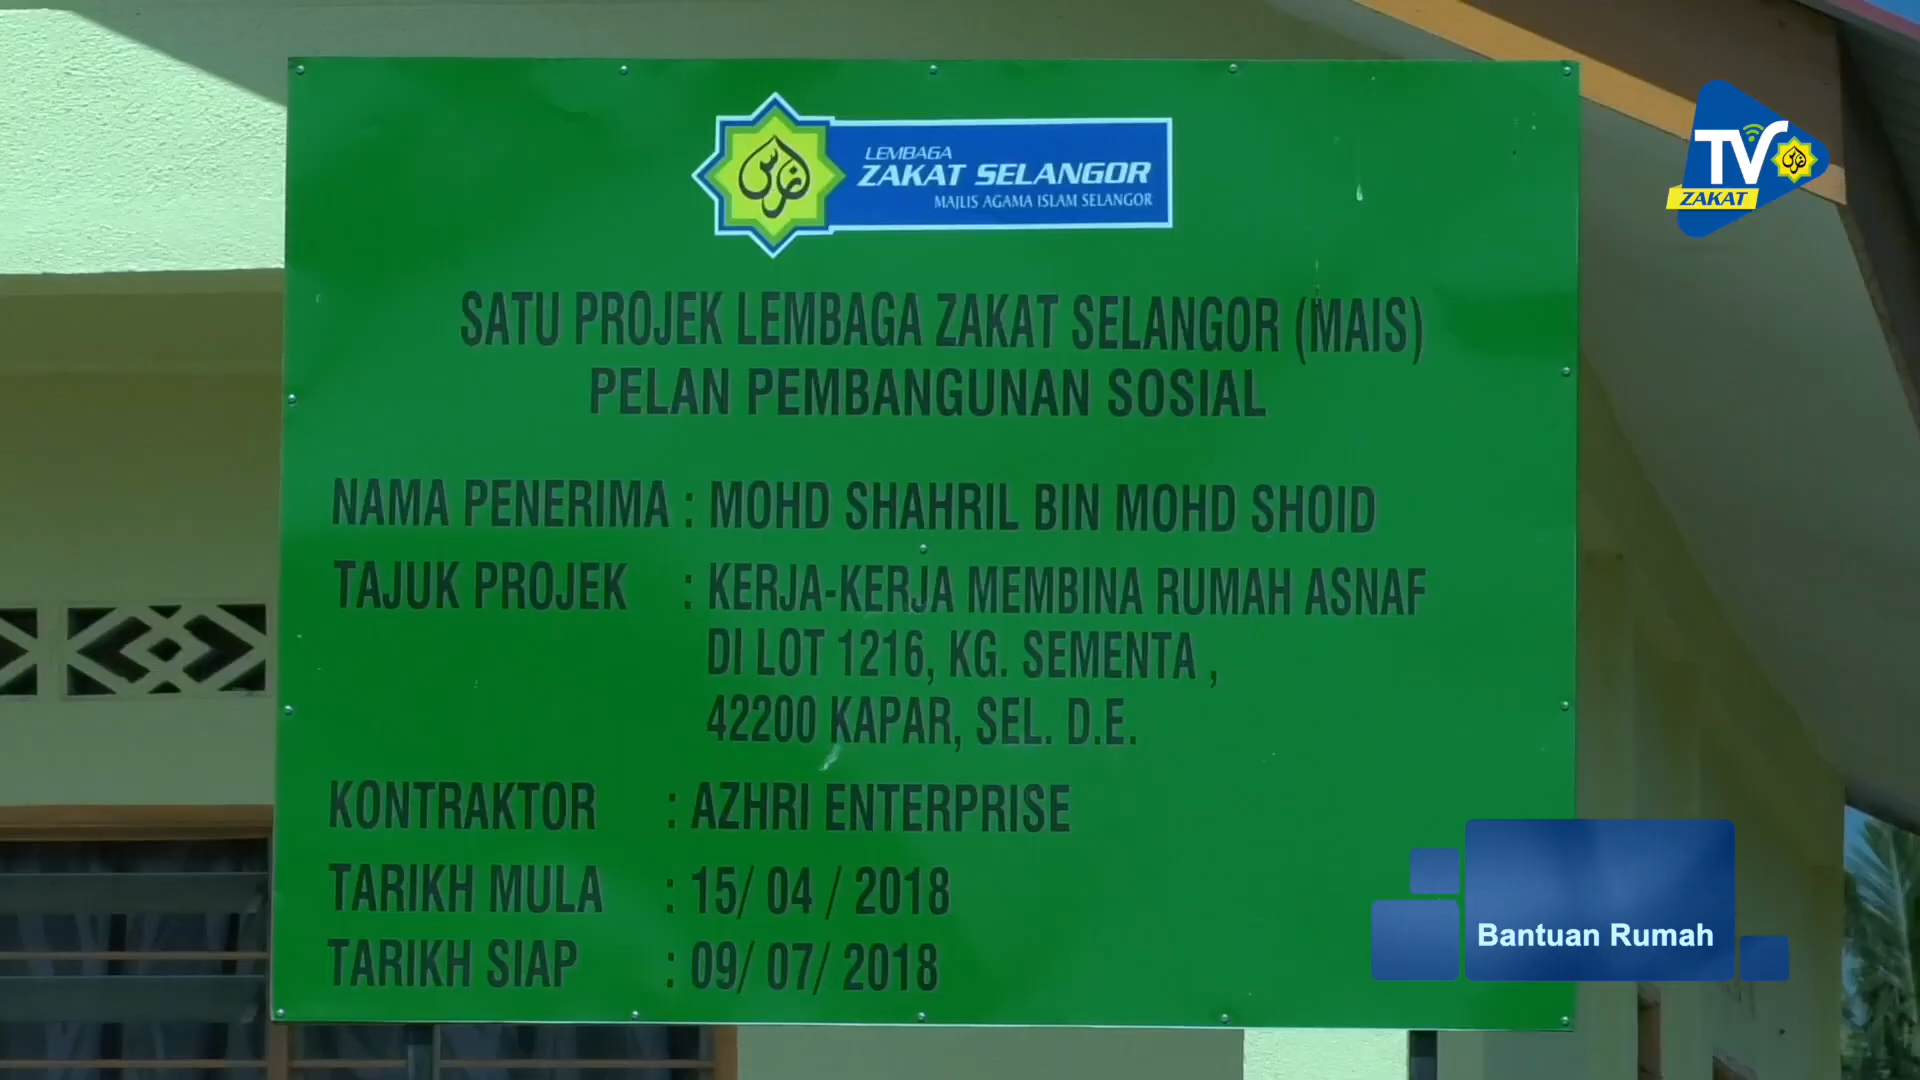 LEMBAGA
ZAKAT SELANGOR
MAJLIS AGAMA ISLAM SELANGOR
TV
ZAKAT
SATU PROJEK LEMBAGA ZAKAT SELANGOR (MAIS)
PELAN PEMBANGUNAN SOSIAL
NAMA PENERIMA : MOHD SHAHRIL BIN MOHD SHOID
TAJUK PROJEK : KERJA-KERJA MEMBINA RUMAH ASNAF
DI LOT 1216, KG. SEMENTA ,
42200 KAPAR, SEL. D.E.
KONTRAKTOR : AZHRI ENTERPRISE
TARIKH MULA : 15/ 04 / 2018
TARIKH SIAP : 09/ 07/ 2018
Bantuan Rumah